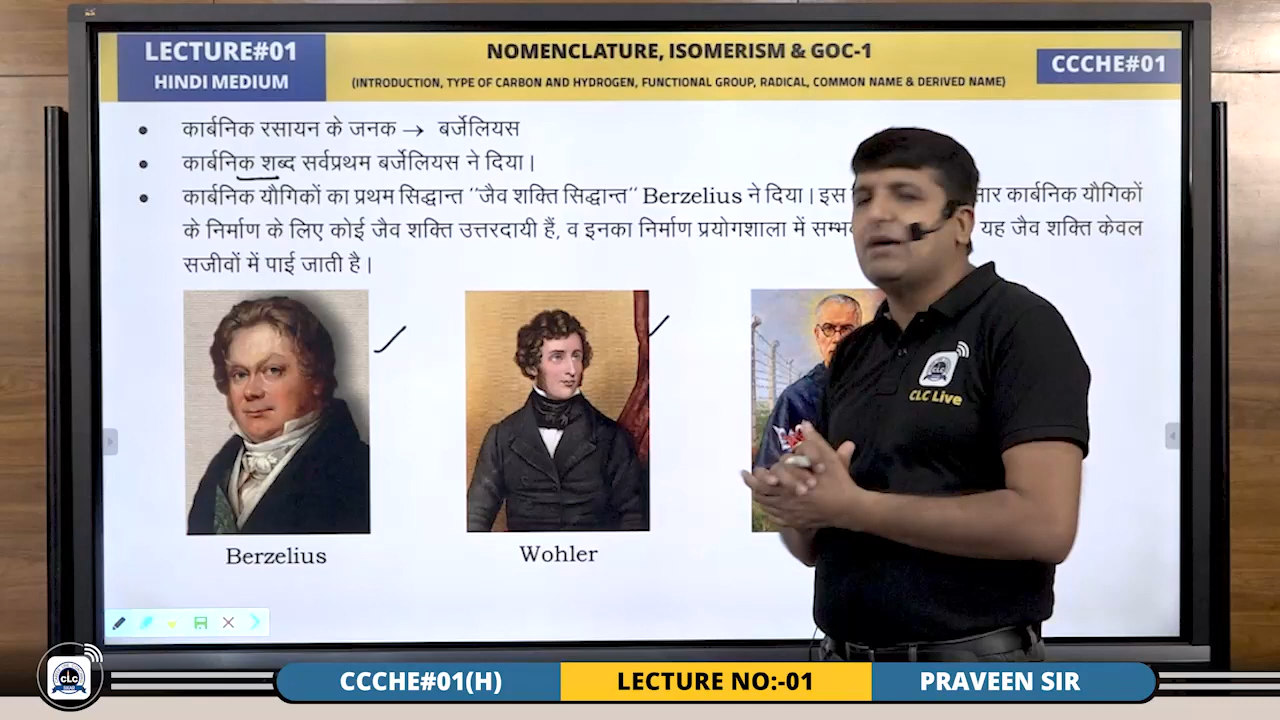 LECTURE#01
HINDI MEDIUM
NOMENCLATURE, ISOMERISM & GOC-1
(INTRODUCTION, TYPE OF CARBON AND HYDROGEN, FUNCTIONAL GROUP, RADICAL, COMMON NAME & DERIVED NAME)
CCCHE#01
• कार्बनिक रसायन के जनक → बर्जेलियस
• कार्बनिक शब्द सर्वप्रथम बर्जेलियस ने दिया।
• कार्बनिक यौगिकों का प्रथम सिद्धान्त "जैव शक्ति सिद्धान्त" Berzelius ने दिया। इस कार्बनिक यौगिकों
के निर्माण के लिए कोई जैव शक्ति उत्तरदायी हैं, व इनका निर्माण प्रयोगशाला में यह जैव शक्ति केवल
सजीवों में पाई जाती है।
Berzelius
Wohler
CLC Live
CLC
SIKAR
CCCHE#01(H)
LECTURE NO:-01
PRAVEEN SIR